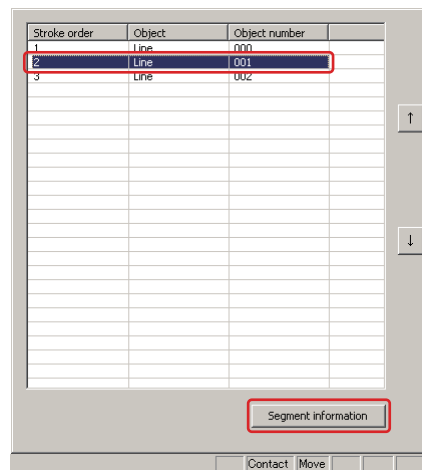 Stroke order Object Object number
1 Line 000
2 Line 001
3 Line 002
↑
↓
Segment information
Contact Move